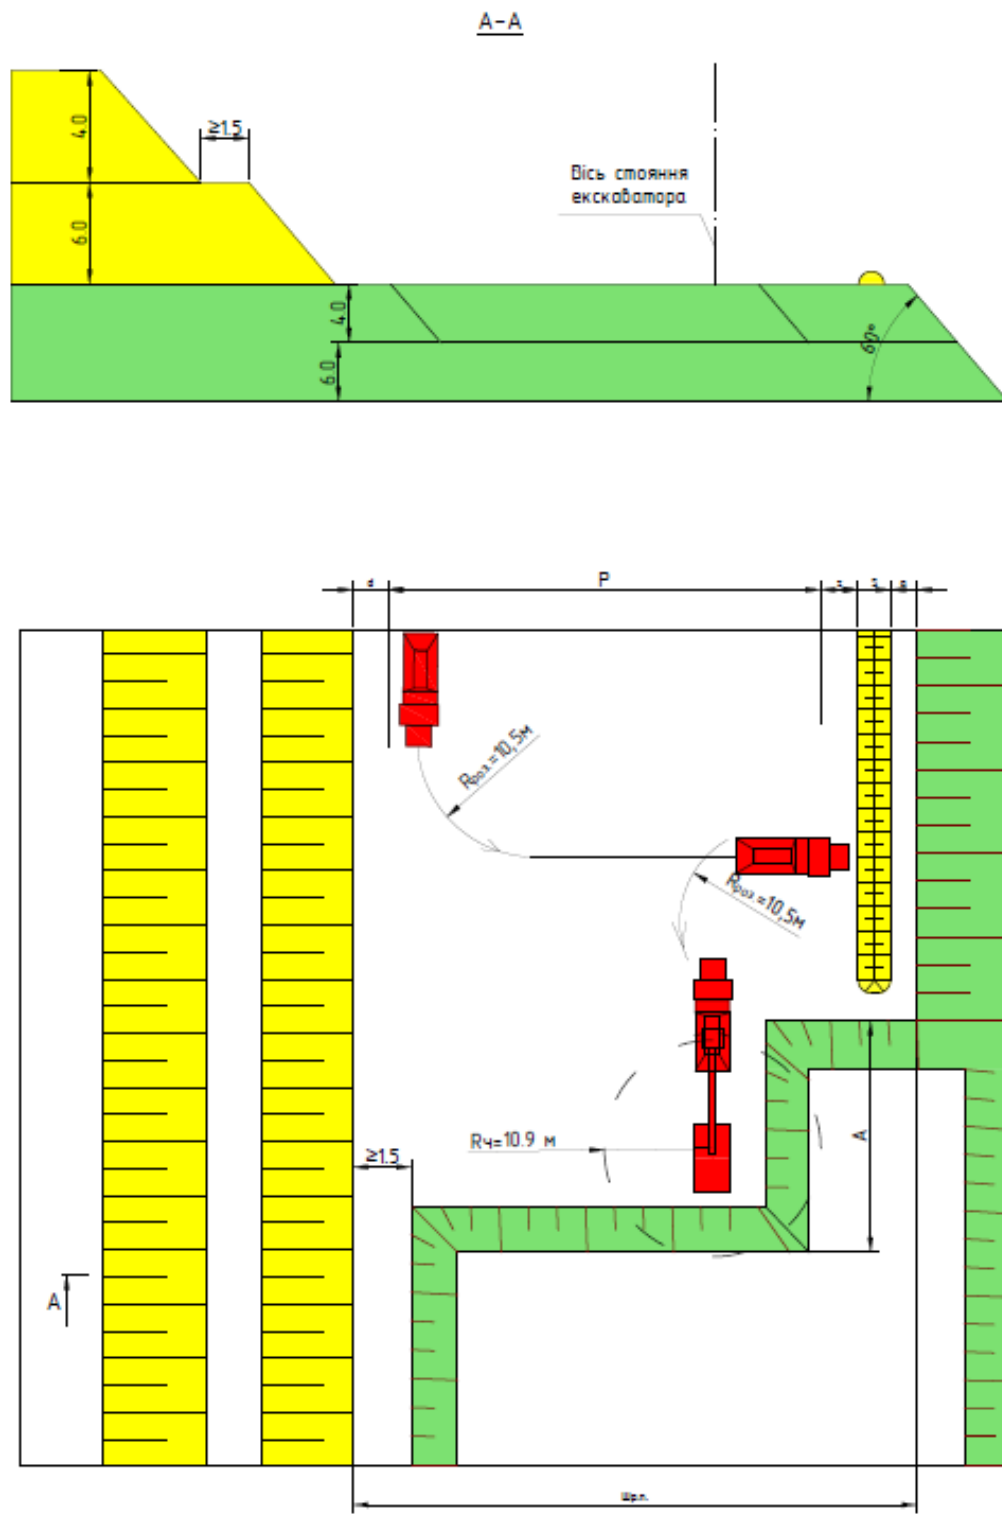 А-А
4.0
≥1.5
6.0
Вісь стояння
екскаватора
4.0
6.0
60°
d
P
S
Rроз.=10,5м
Rроз.=10,5м
Rч=10.9 м
≥1.5
А
А
Шр.п.